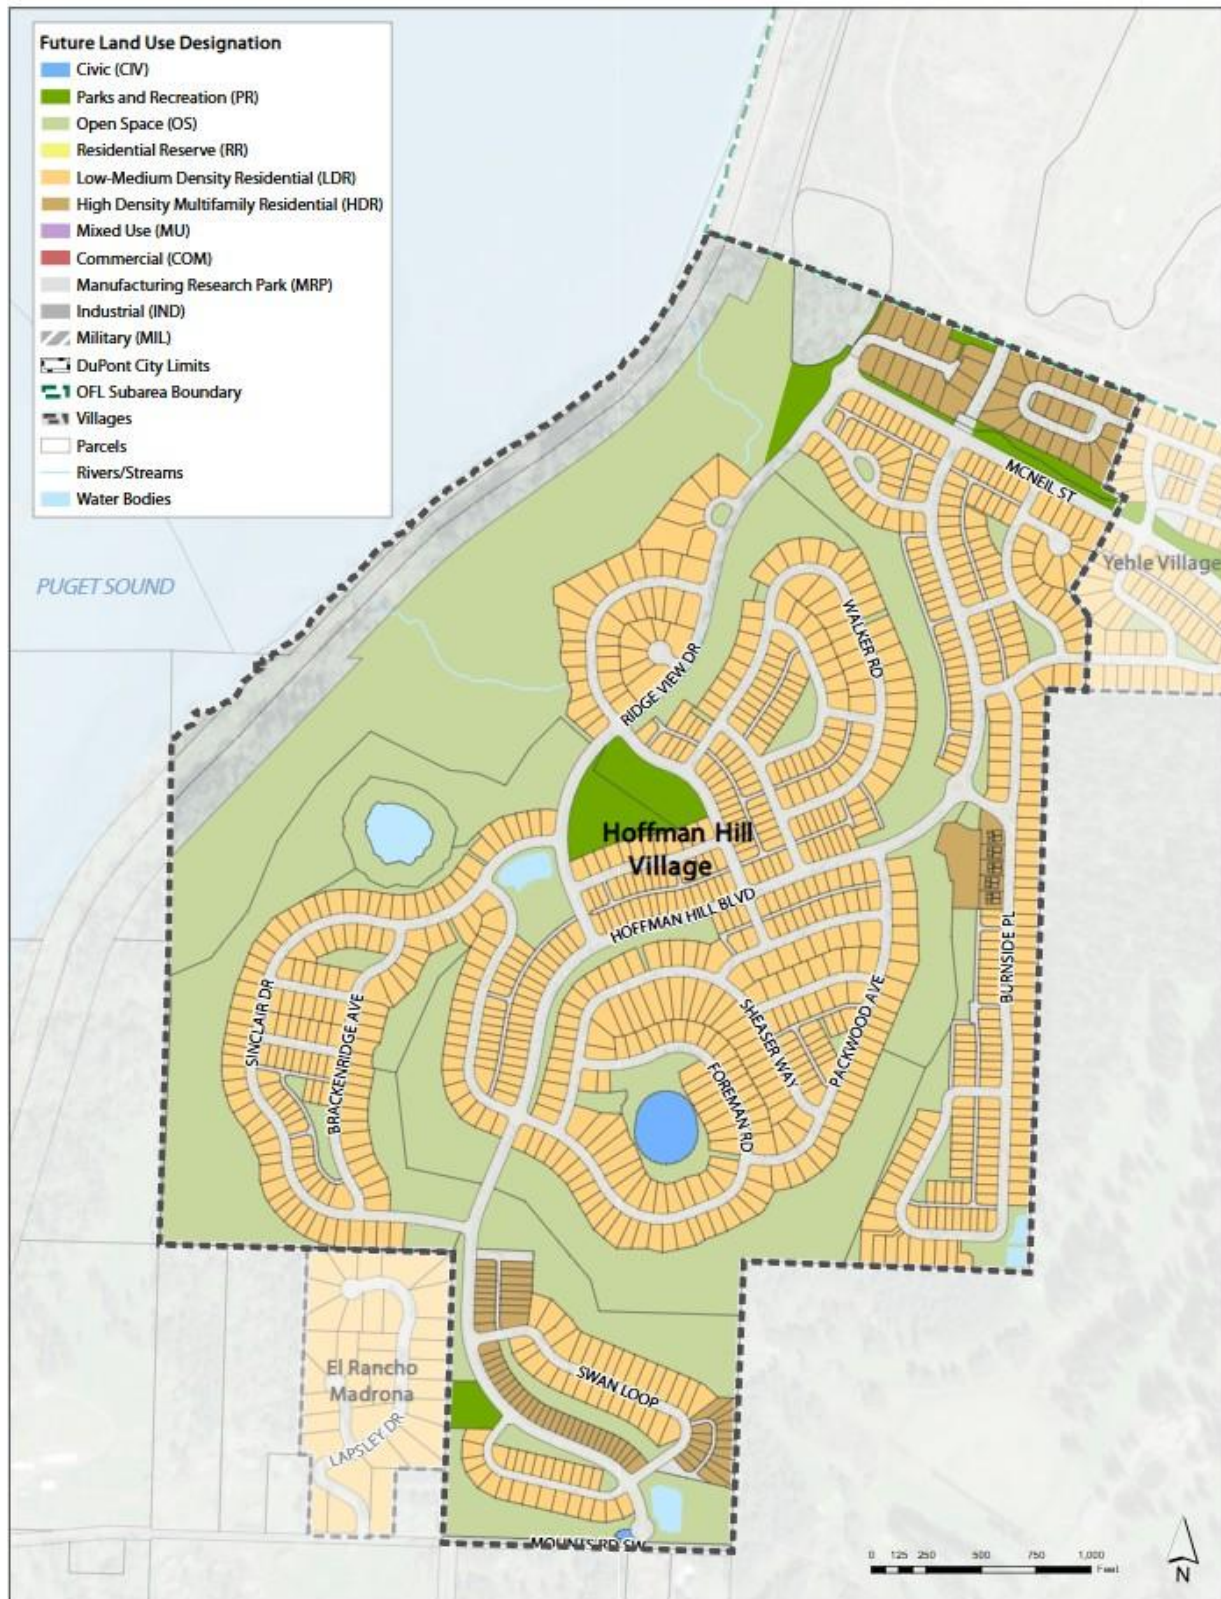 Future Land Use Designation
Civic (CIV)
Parks and Recreation (PR)
Open Space (OS)
Residential Reserve (RR)
Low-Medium Density Residential (LDR)
High Density Multifamily Residential (HDR)
Mixed Use (MU)
Commercial (COM)
Manufacturing Research Park (MRP)
Industrial (IND)
Military (MIL)
DuPont City Limits
OFL Subarea Boundary
Villages
Parcels
Rivers/Streams
Water Bodies
MCNEIL ST
Yehle Village
PUGET SOUND
WALKER RD
RIDGE VIEW DR
Hoffman Hill
Village
HOFFMAN HILL BLVD
BURNSIDE PL
SINCLAIR DR
BRACKENRIDGE AVE
SHEASER WAY
PACKWOOD AVE
FOREMAN RD
El Rancho
Madrona
LAPSLEY DR
SWAN LOOP
MOUNTS RD SW
0 125 250 500 750 1,000
Feet
N